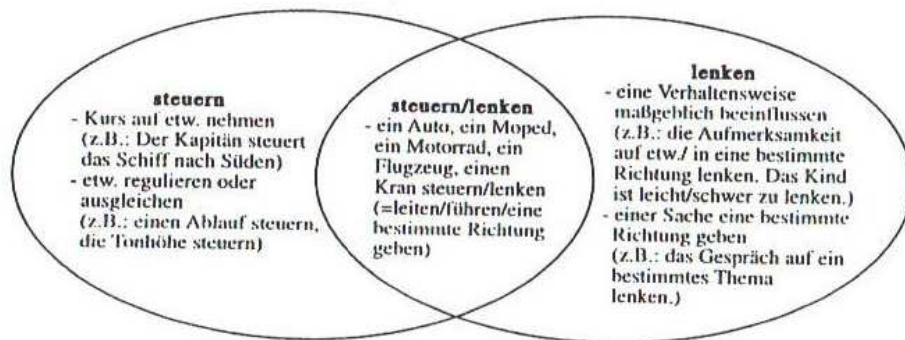 steuern
- Kurs auf etw. nehmen
(z.B.: Der Kapitän steuert
das Schiff nach Süden)
- etw. regulieren oder
ausgleichen
(z.B.: einen Ablauf steuern,
die Tonhöhe steuern)
steuern/lenken
- ein Auto, ein Moped,
ein Motorrad, ein
Flugzeug, einen
Kran steuern/lenken
(=leiten/führen/eine
bestimmte Richtung
geben)
lenken
- eine Verhaltensweise
maßgeblich beeinflussen
(z.B.: die Aufmerksamkeit
auf etw./ in eine bestimmte
Richtung lenken. Das Kind
ist leicht/schwer zu lenken.)
- einer Sache eine bestimmte
Richtung geben
(z.B.: das Gespräch auf ein
bestimmtes Thema
lenken.)